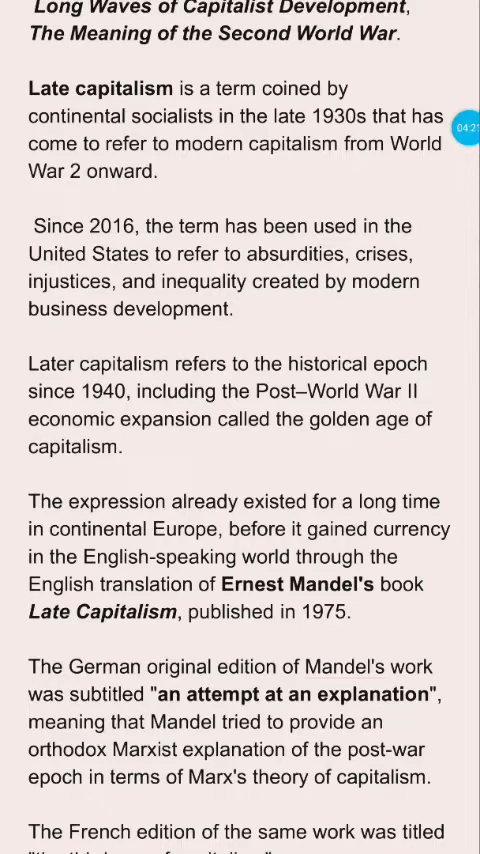 Long Waves of Capitalist Development,
The Meaning of the Second World War.
Late capitalism is a term coined by
continental socialists in the late 1930s that has
come to refer to modern capitalism from World
War 2 onward.
04:21
Since 2016, the term has been used in the
United States to refer to absurdities, crises,
injustices, and inequality created by modern
business development.
Later capitalism refers to the historical epoch
since 1940, including the Post–World War II
economic expansion called the golden age of
capitalism.
The expression already existed for a long time
in continental Europe, before it gained currency
in the English-speaking world through the
English translation of Ernest Mandel's book
Late Capitalism, published in 1975.
The German original edition of Mandel's work
was subtitled "an attempt at an explanation",
meaning that Mandel tried to provide an
orthodox Marxist explanation of the post-war
epoch in terms of Marx's theory of capitalism.
The French edition of the same work was titled